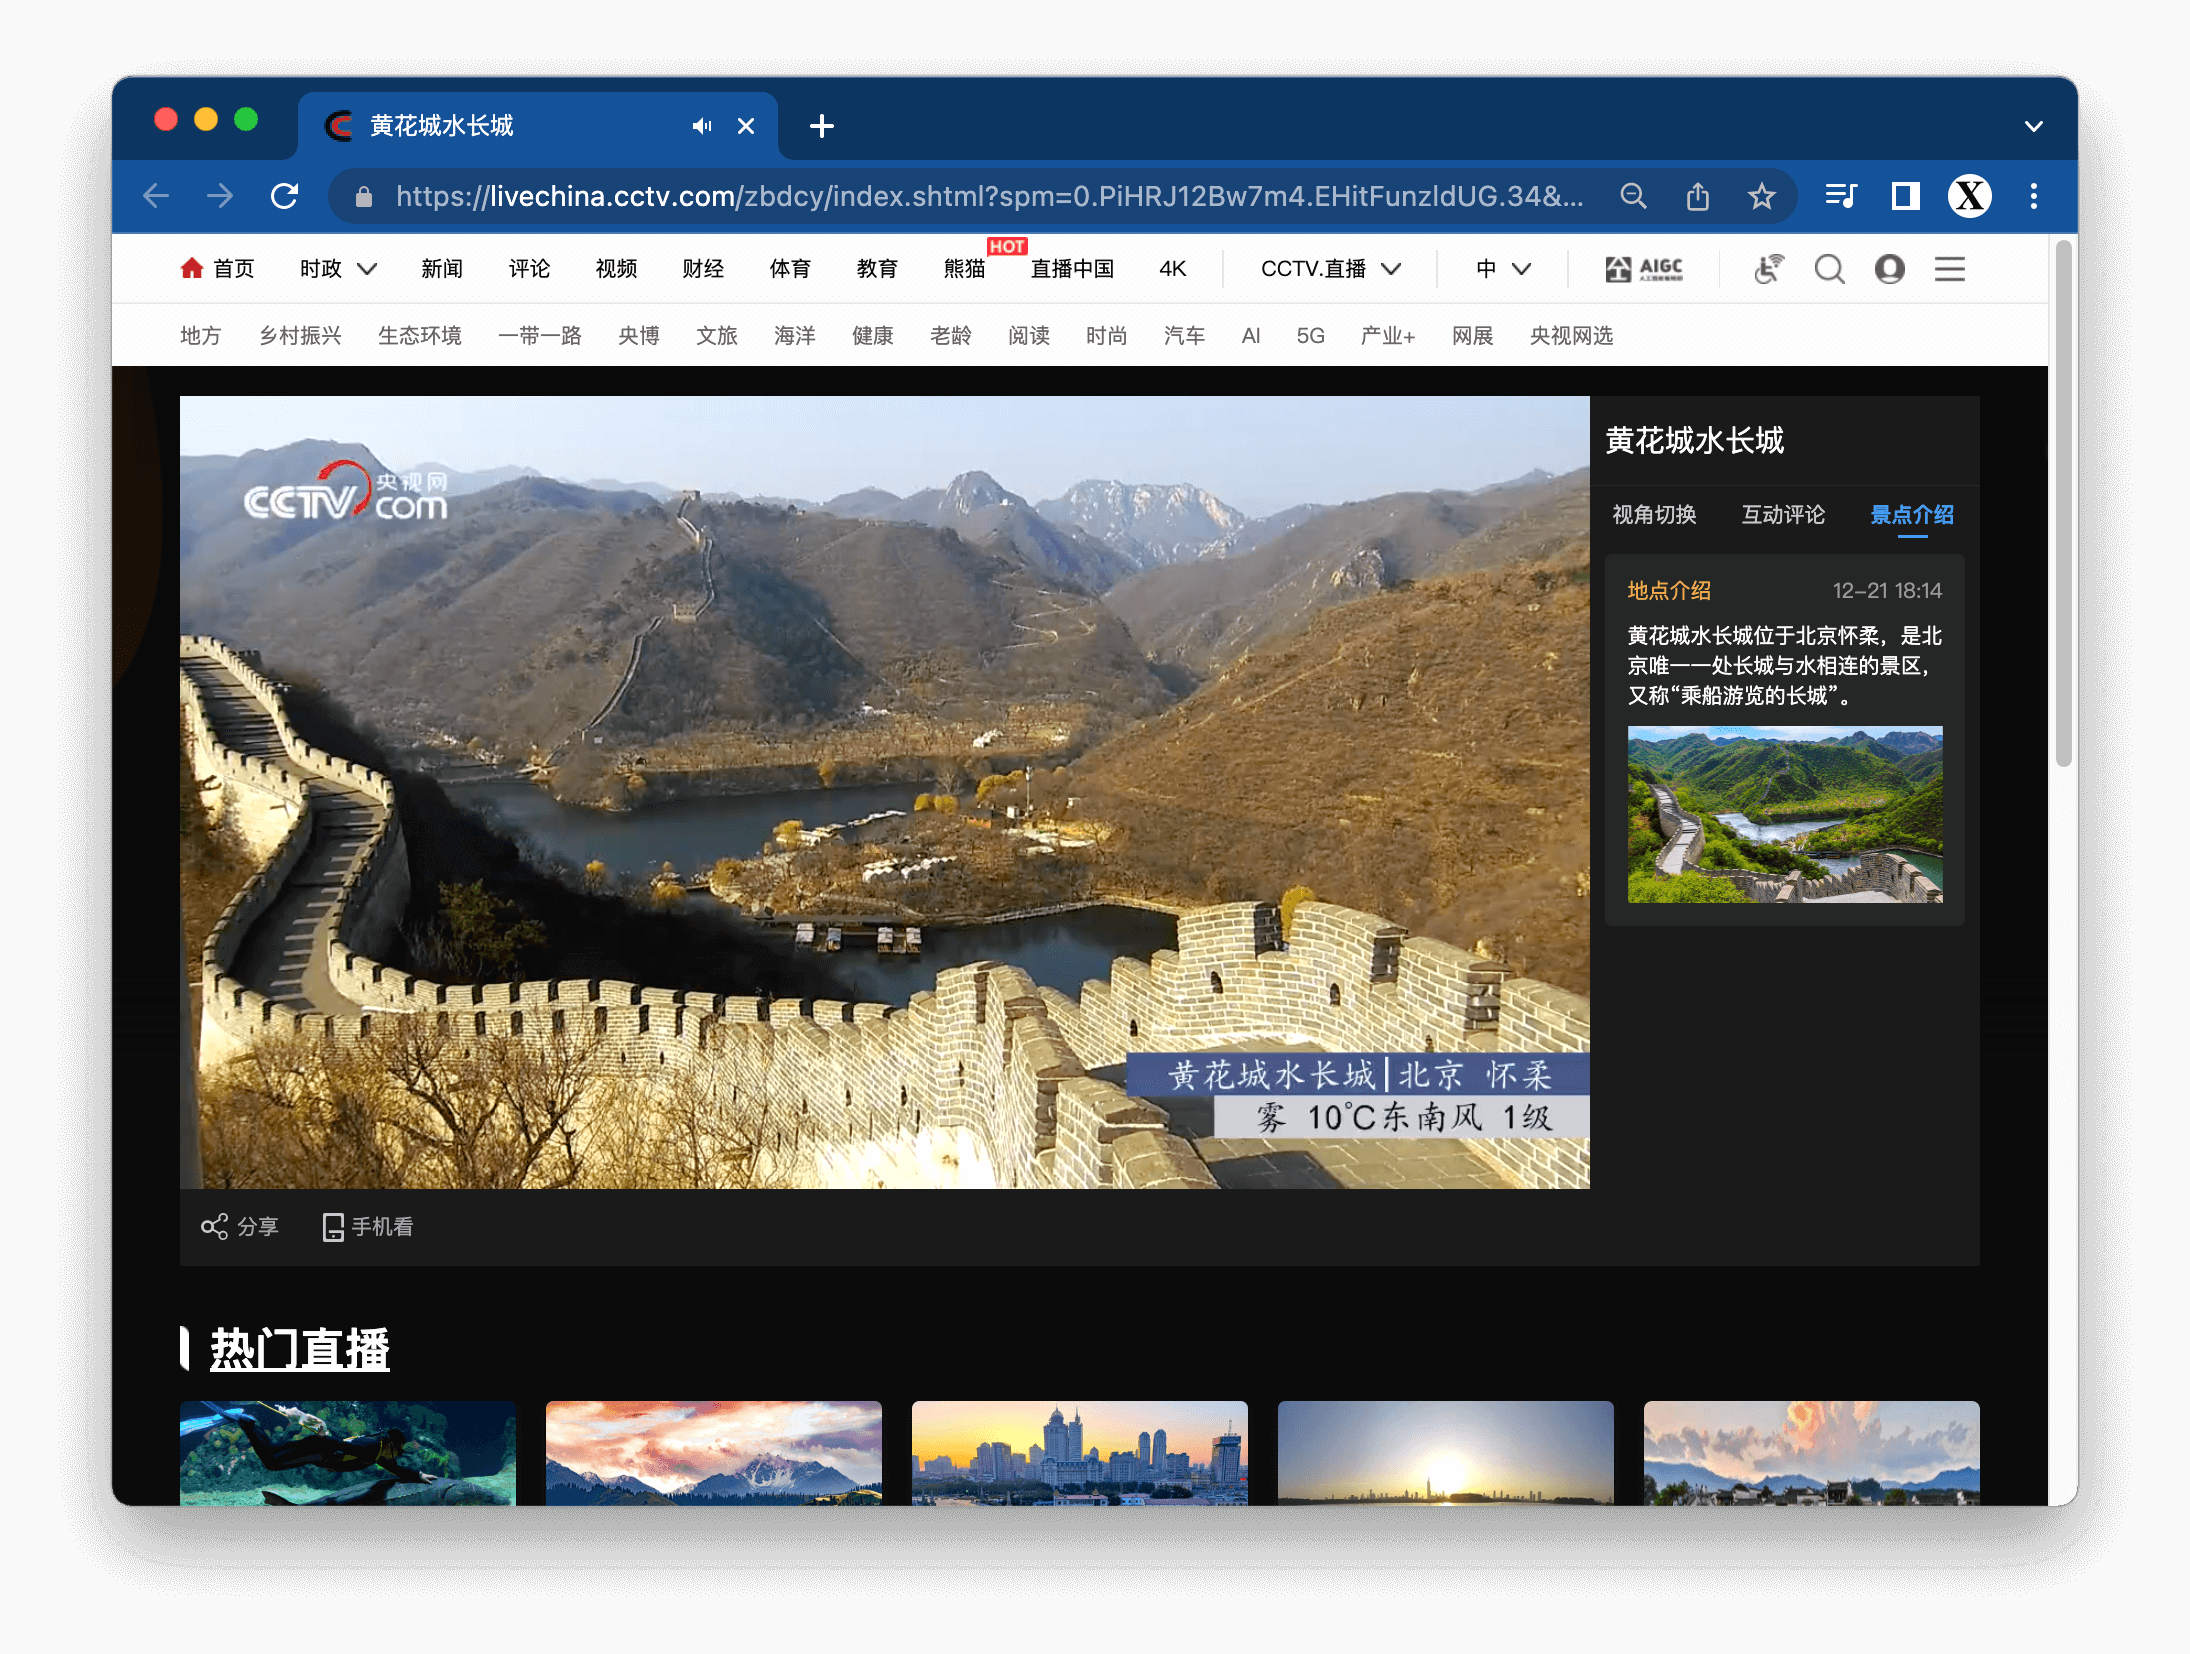 黄花城水长城
https://livechina.cctv.com/zbdcy/index.shtml?spm=0.PiHRJ12Bw7m4.EHitFunzldUG.34&...
首页 时政 新闻 评论 视频 财经 体育 教育 熊猫 HOT 直播中国 4K CCTV.直播 中 AIGC
地方 乡村振兴 生态环境 一带一路 央博 文旅 海洋 健康 老龄 阅读 时尚 汽车 AI 5G 产业+ 网展 央视网选
CCTV.com 央视网
黄花城水长城
视角切换 互动评论 景点介绍
地点介绍 12-21 18:14
黄花城水长城位于北京怀柔，是北
京唯一一处长城与水相连的景区，
又称“乘船游览的长城”。
黄花城水长城|北京 怀柔
雾 10℃东南风 1级
分享 手机看
热门直播